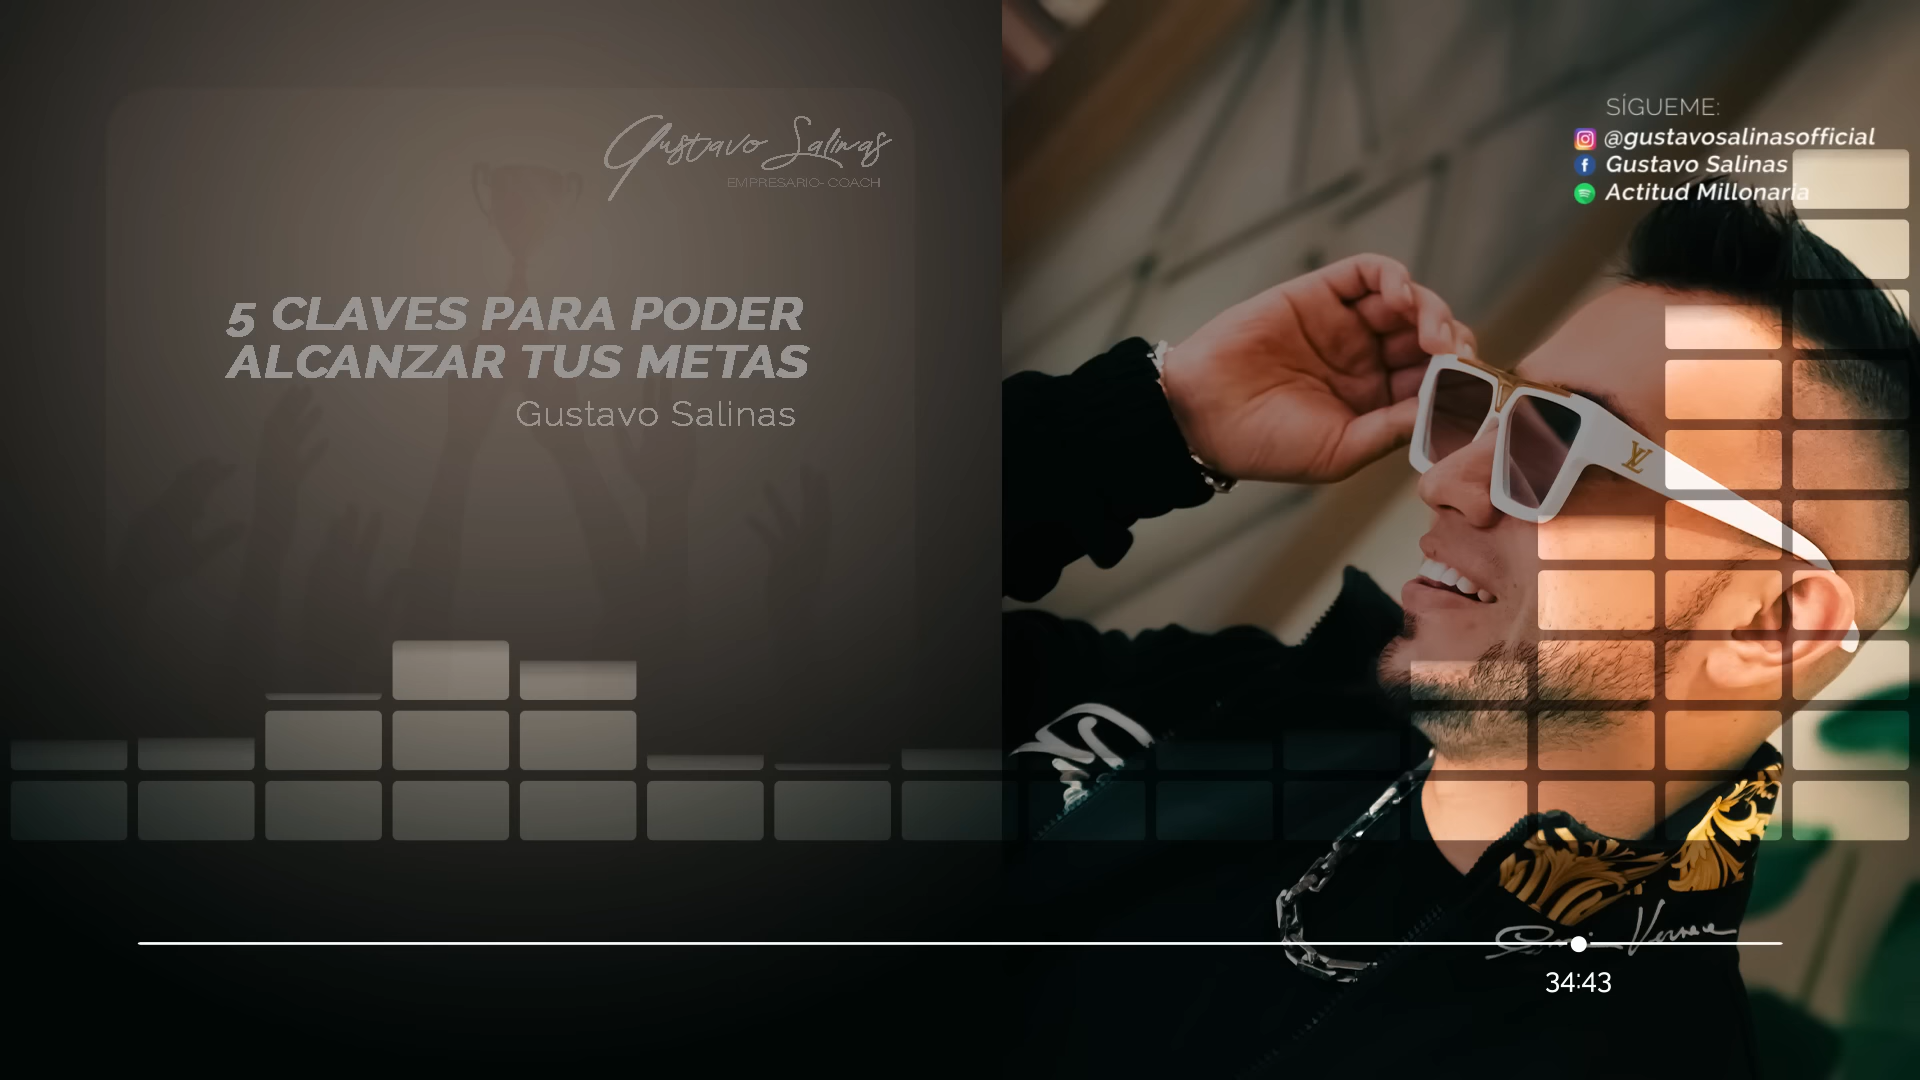 Gustavo Salinas
EMPRESARIO- COACH
5 CLAVES PARA PODER
ALCANZAR TUS METAS
Gustavo Salinas
SÍGUEME:
@gustavosalinasofficial
Gustavo Salinas
Actitud Millonaria
LV
34:43